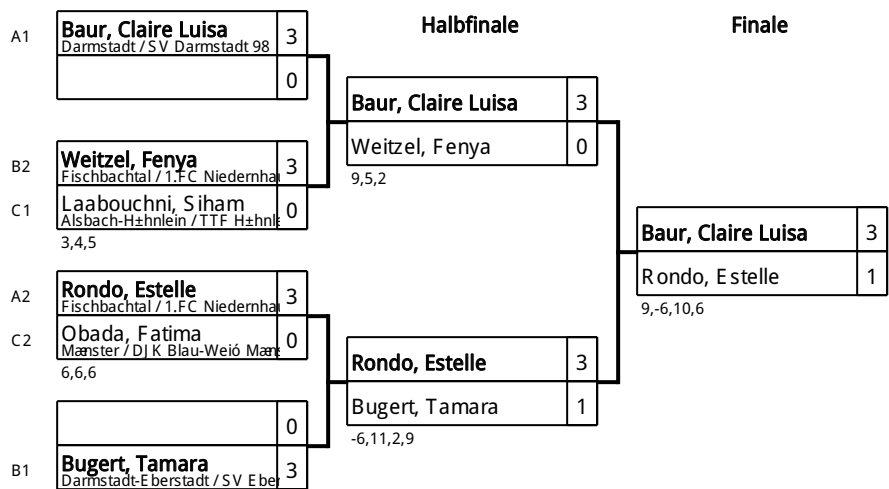 Halbfinale
Finale
A1
Baur, Claire Luisa
Darmstadt / SV Darmstadt 98
3
0
B2
Weitzel, Fenya
Fischbachtal / 1.FC Niedernhau
3
C1
Laabouchni, Siham
Alsbach-H±hnlein / TTF H±hnle
0
3,4,5
A2
Rondo, Estelle
Fischbachtal / 1.FC Niedernhau
3
C2
Obada, Fatima
Mænster / DJK Blau-Weió Mæns
0
6,6,6
0
B1
Bugert, Tamara
Darmstadt-Eberstadt / SV Eber
3
Baur, Claire Luisa
3
Weitzel, Fenya
0
9,5,2
Rondo, Estelle
3
Bugert, Tamara
1
-6,11,2,9
Baur, Claire Luisa
3
Rondo, Estelle
1
9,-6,10,6